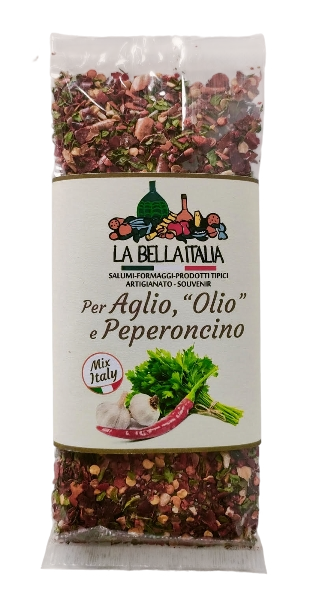 LA BELLA ITALIA
SALUMI-FORMAGGI-PRODOTTI TIPICI
ARTIGIANATO - SOUVENIR
Per Aglio, "Olio"
e Peperoncino
Mix
Italy